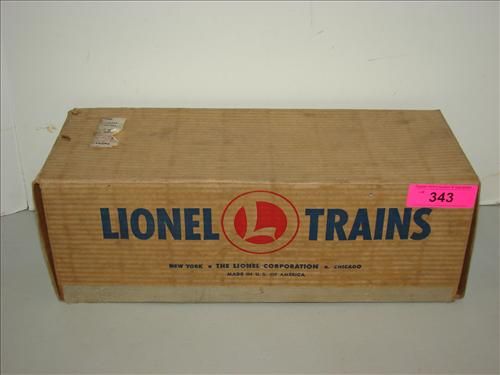 343
LIONEL L TRAINS
NEW YORK • THE LIONEL CORPORATION • CHICAGO
MADE IN U.S. OF AMERICA